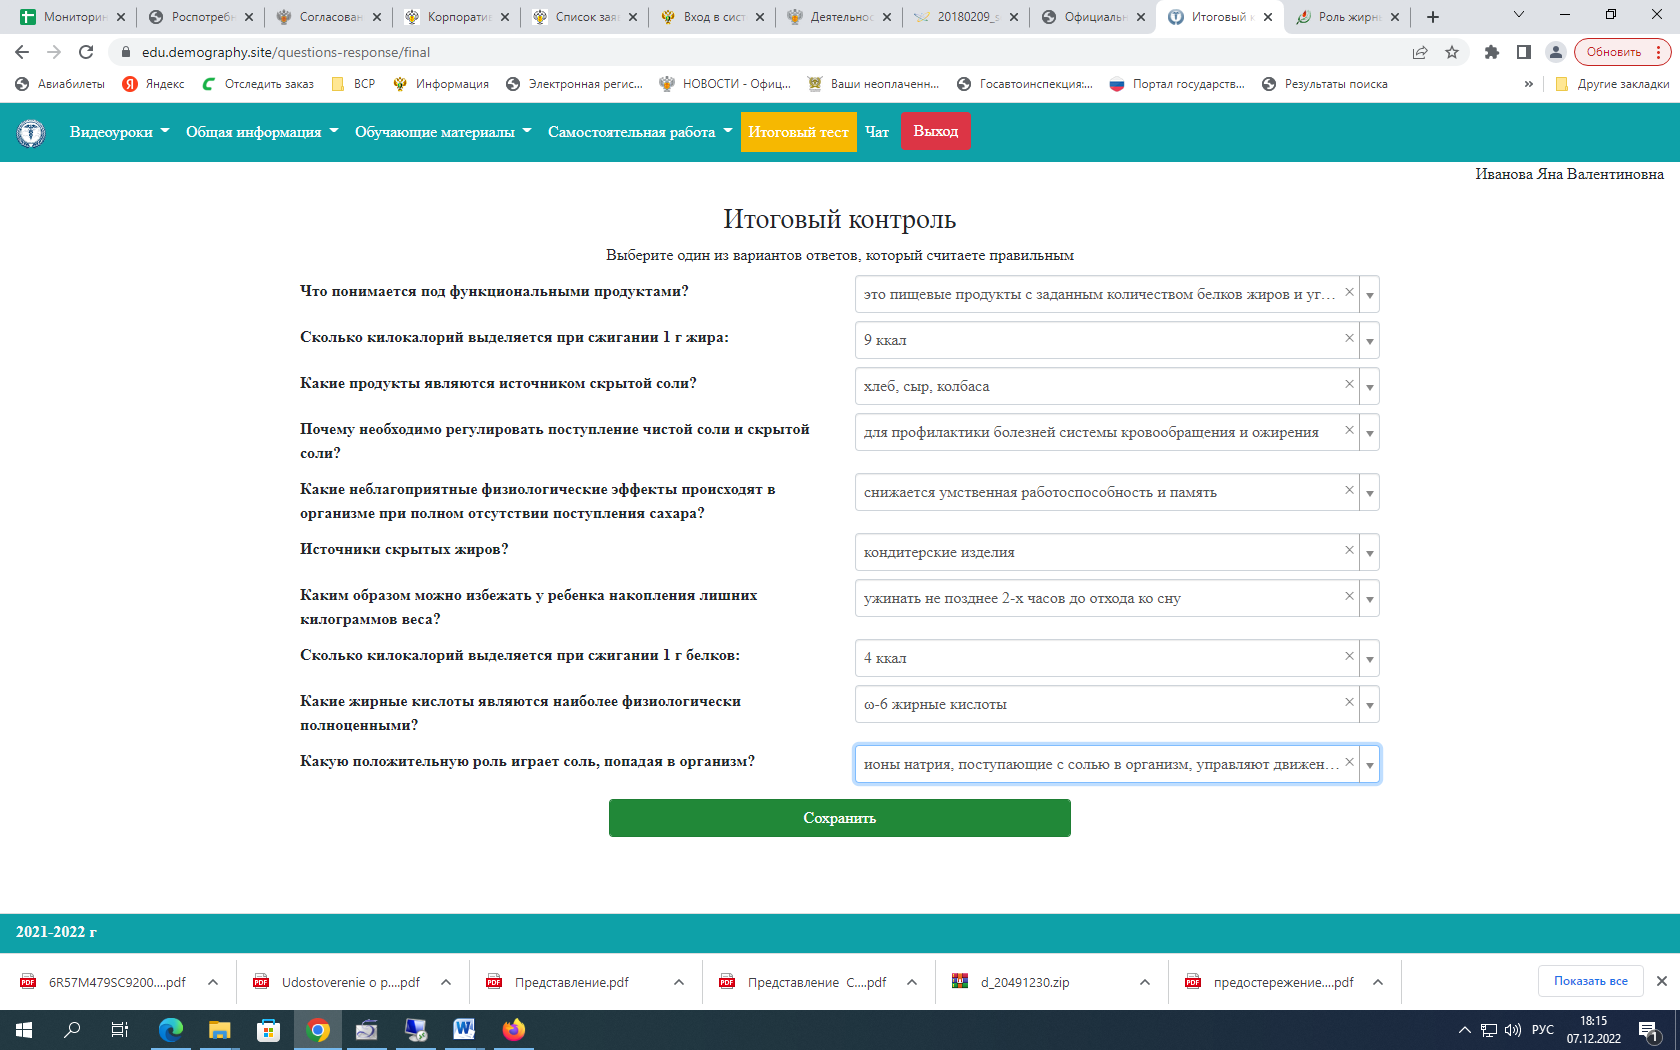 Мониторин
Роспотреб
Согласован
Корпорати
Список зая
Вход в сист
Деятельнос
20180209_s
Официальн
Итоговый к
Роль жирн
edu.demography.site/questions-response/final
Обновить
Авиабилеты
Яндекс
Отследить заказ
ВСР
Информация
Электронная регис...
НОВОСТИ - Офиц...
Ваши неоплаченн...
Госавтоинспекция:...
Портал государств...
Результаты поиска
»
Другие закладки
Видеоуроки Общая информация Обучающие материалы Самостоятельная работа Итоговый тест Чат Выход
Иванова Яна Валентиновна
Итоговый контроль
Выберите один из вариантов ответов, который считаете правильным
Что понимается под функциональными продуктами?
это пищевые продукты с заданным количеством белков жиров и уг...
Сколько килокалорий выделяется при сжигании 1 г жира:
9 ккал
Какие продукты являются источником скрытой соли?
хлеб, сыр, колбаса
Почему необходимо регулировать поступление чистой соли и скрытой
соли?
для профилактики болезней системы кровообращения и ожирения
Какие неблагоприятные физиологические эффекты происходят в
организме при полном отсутствии поступления сахара?
снижается умственная работоспособность и память
Источники скрытых жиров?
кондитерские изделия
Каким образом можно избежать у ребенка накопления лишних
килограммов веса?
ужинать не позднее 2-х часов до отхода ко сну
Сколько килокалорий выделяется при сжигании 1 г белков:
4 ккал
Какие жирные кислоты являются наиболее физиологически
полноценными?
ω-6 жирные кислоты
Какую положительную роль играет соль, попадая в организм?
ионы натрия, поступающие с солью в организм, управляют движен...
Сохранить
2021-2022 г
6R57M479SC9200....pdf
Udostoverenie o p....pdf
Представление.pdf
Представление С....pdf
d_20491230.zip
предостережение....pdf
Показать все
РУС
18:15
07.12.2022
1